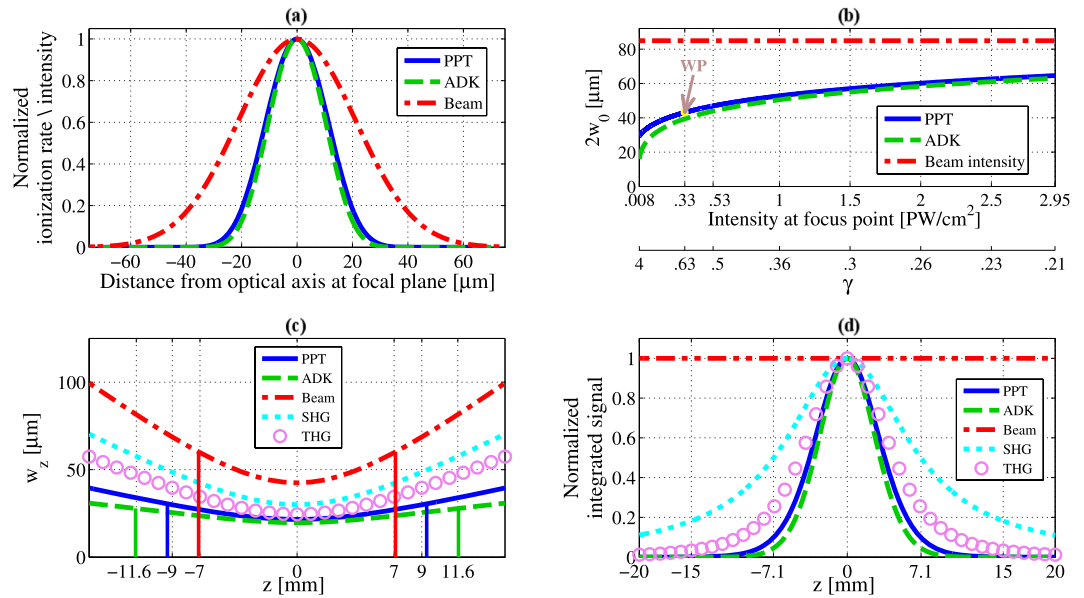 (a)
Normalized
ionization rate \ intensity
1
0.8
0.6
0.4
0.2
0
PPT
ADK
Beam
−60
−40
−20
0
20
40
60
Distance from optical axis at focal plane [μm]
(b)
2w0 [μm]
80
60
40
20
0
WP
PPT
ADK
Beam intensity
.008
.33
.53
1
1.5
2
2.5
2.95
Intensity at focus point [PW/cm2]
4
.63
.5
.36
.3
.26
.23
.21
γ
(c)
wz [μm]
100
50
0
PPT
ADK
Beam
SHG
THG
−11.6
−9
−7
0
7
9
11.6
z [mm]
(d)
Normalized
integrated signal
1
0.8
0.6
0.4
0.2
0
PPT
ADK
Beam
SHG
THG
−20
−15
−7.1
0
7.1
15
20
z [mm]